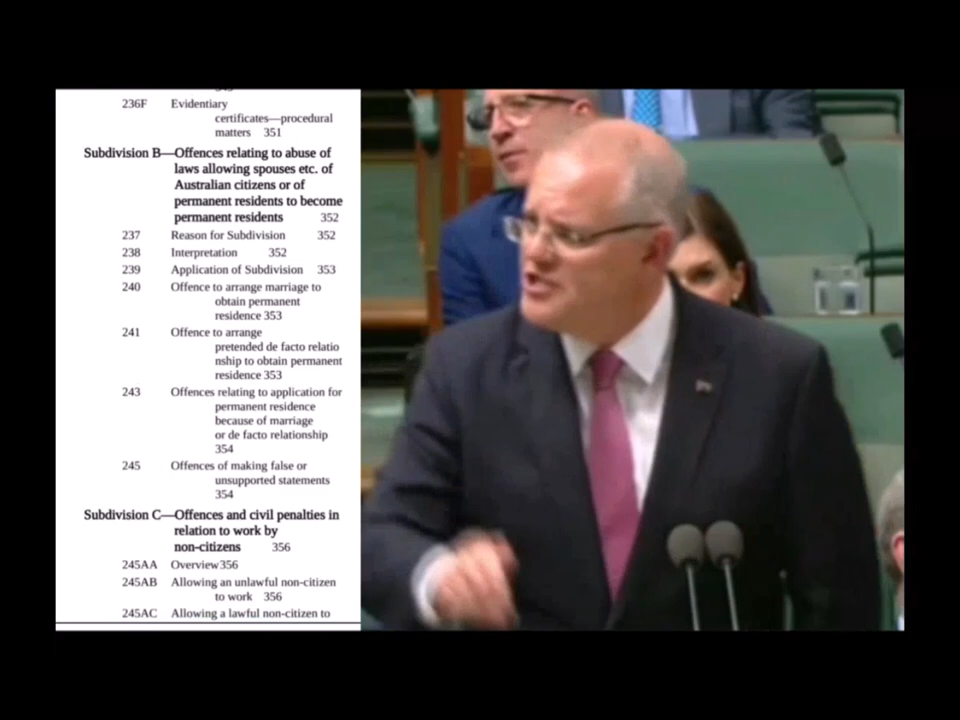 236F Evidentiary
certificates—procedural
matters 351
Subdivision B—Offences relating to abuse of
laws allowing spouses etc. of
Australian citizens or of
permanent residents to become
permanent residents 352
237 Reason for Subdivision 352
238 Interpretation 352
239 Application of Subdivision 353
240 Offence to arrange marriage to
obtain permanent
residence 353
241 Offence to arrange
pretended de facto relatio
nship to obtain permanent
residence 353
243 Offences relating to application for
permanent residence
because of marriage
or de facto relationship
354
245 Offences of making false or
unsupported statements
354
Subdivision C—Offences and civil penalties in
relation to work by
non-citizens 356
245AA Overview356
245AB Allowing an unlawful non-citizen
to work 356
245AC Allowing a lawful non-citizen to